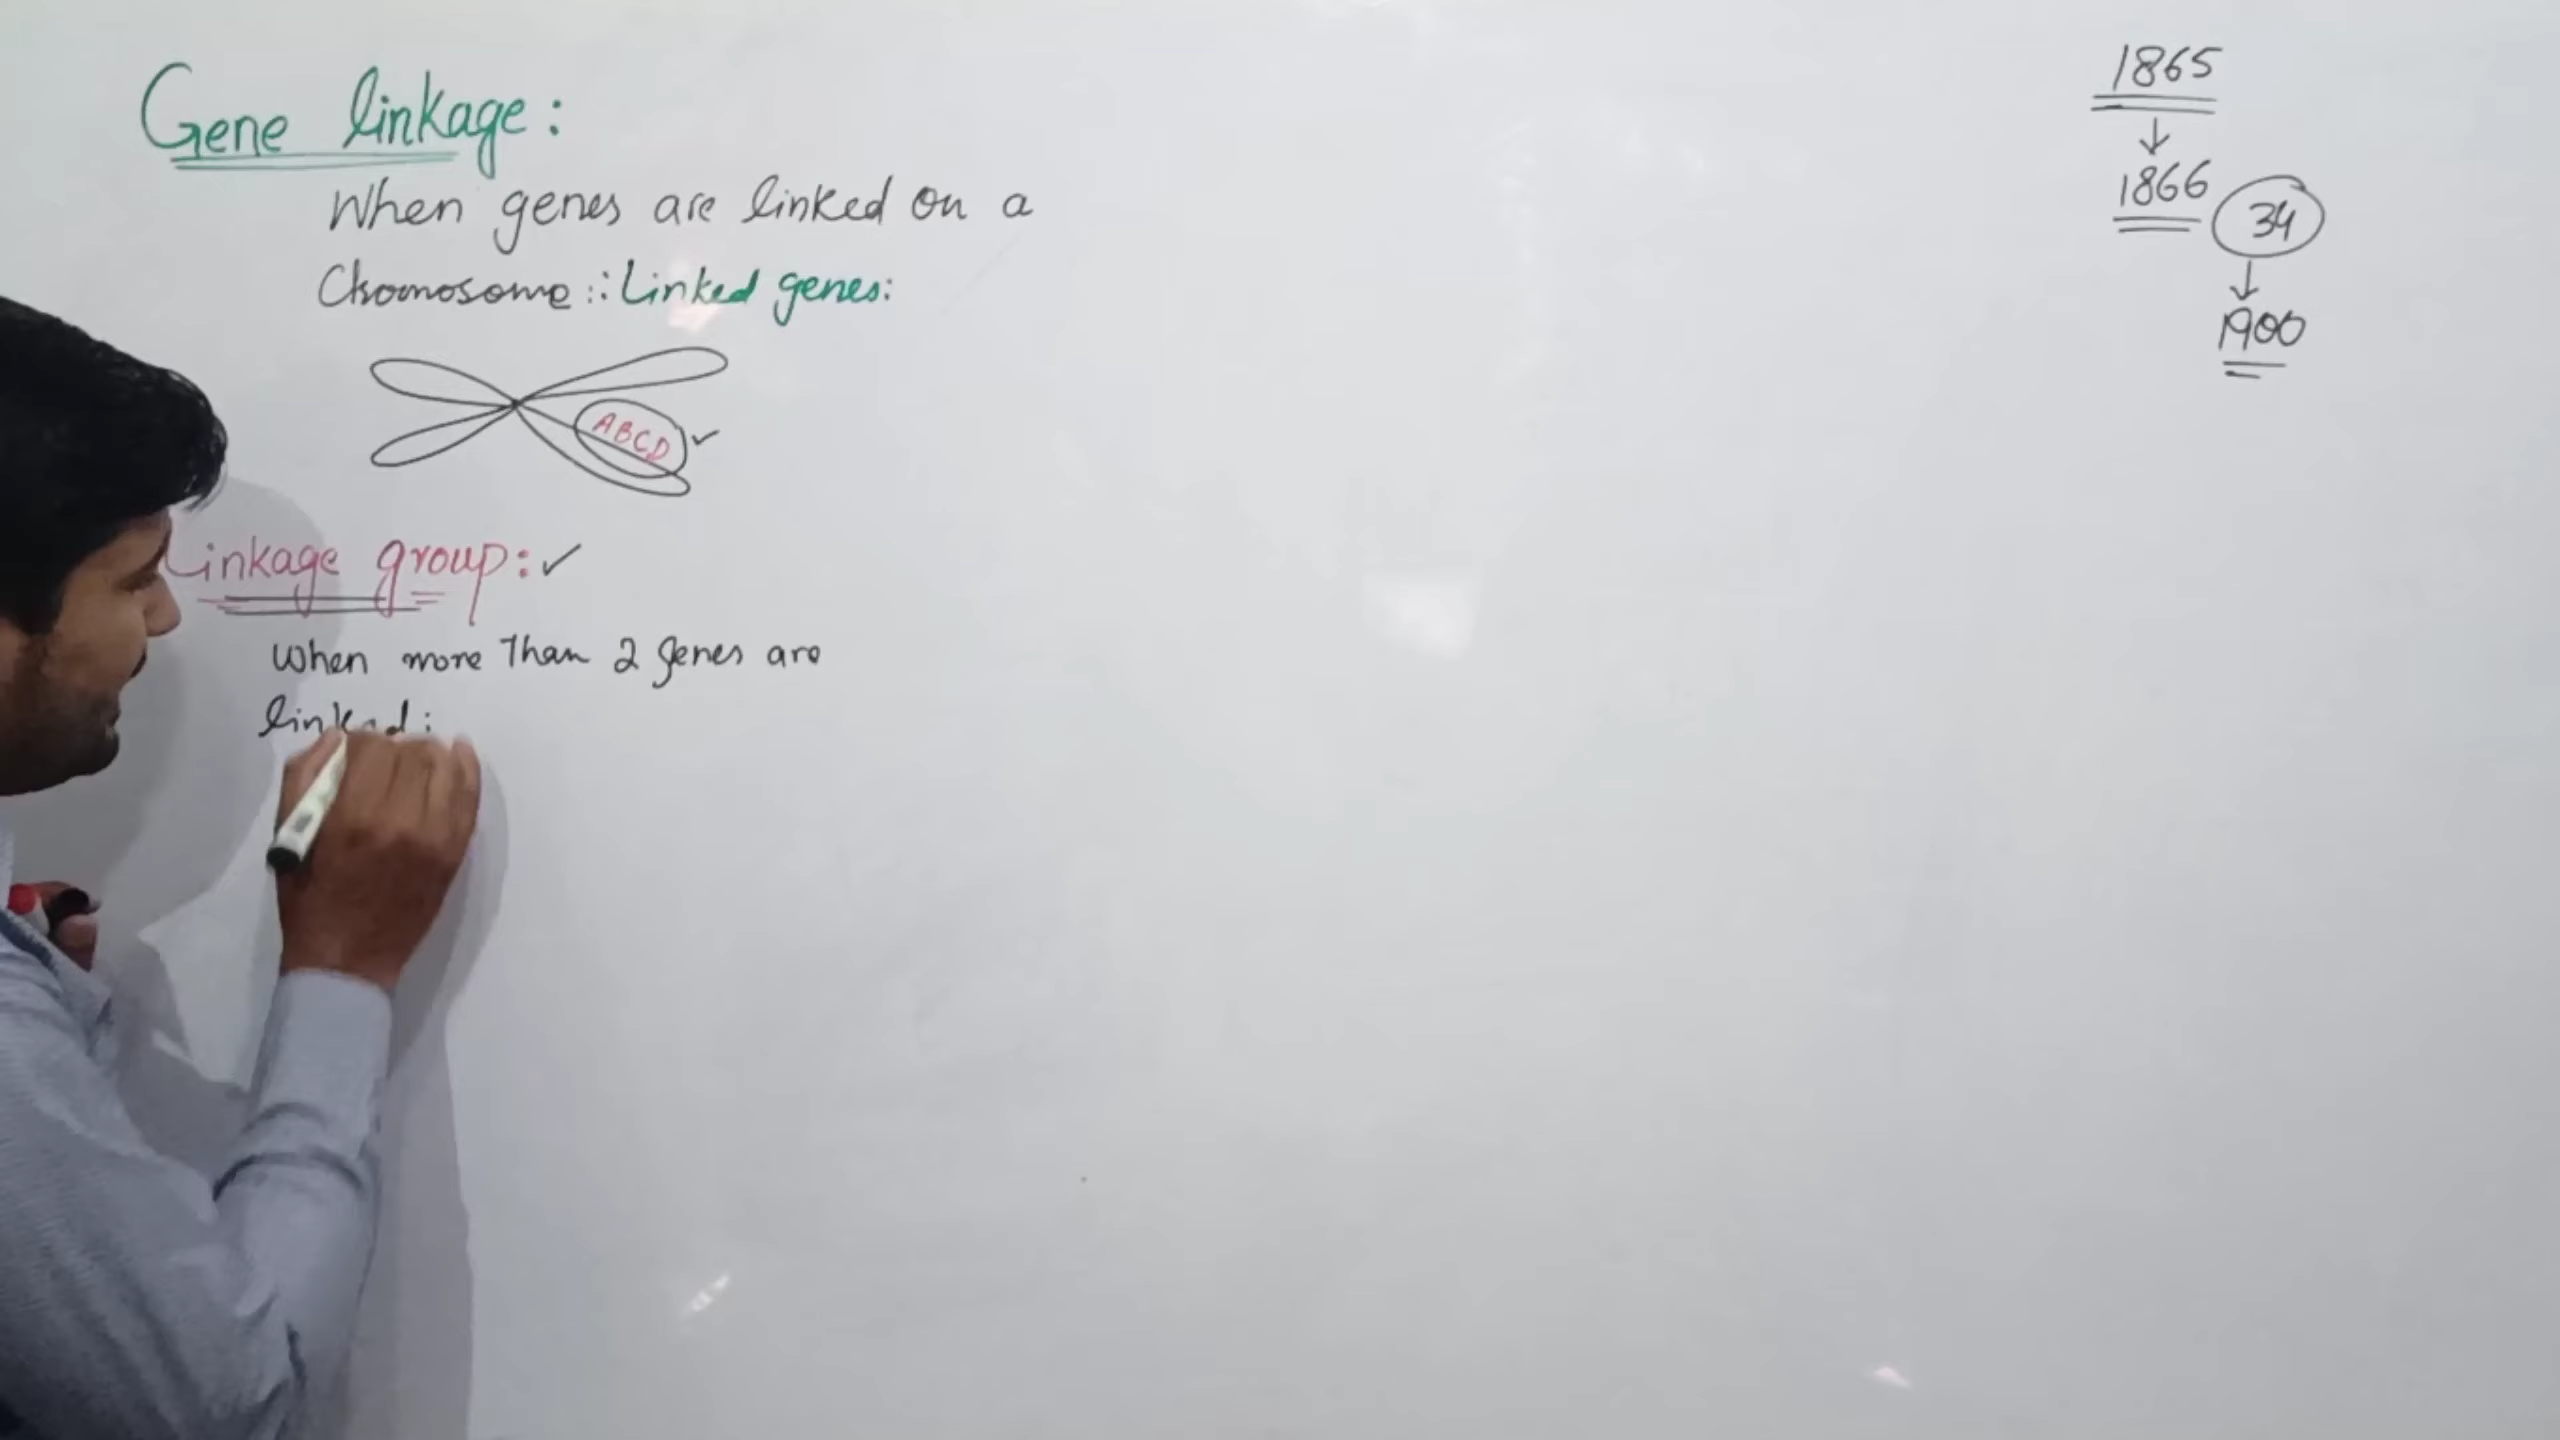 Gene linkage:
When genes are linked on a
Chromosome :: Linked genes:
ABCD ✓
Linkage group: ✓
When more Than 2 genes are
linked:
1865
↓
1866
34
↓
1900